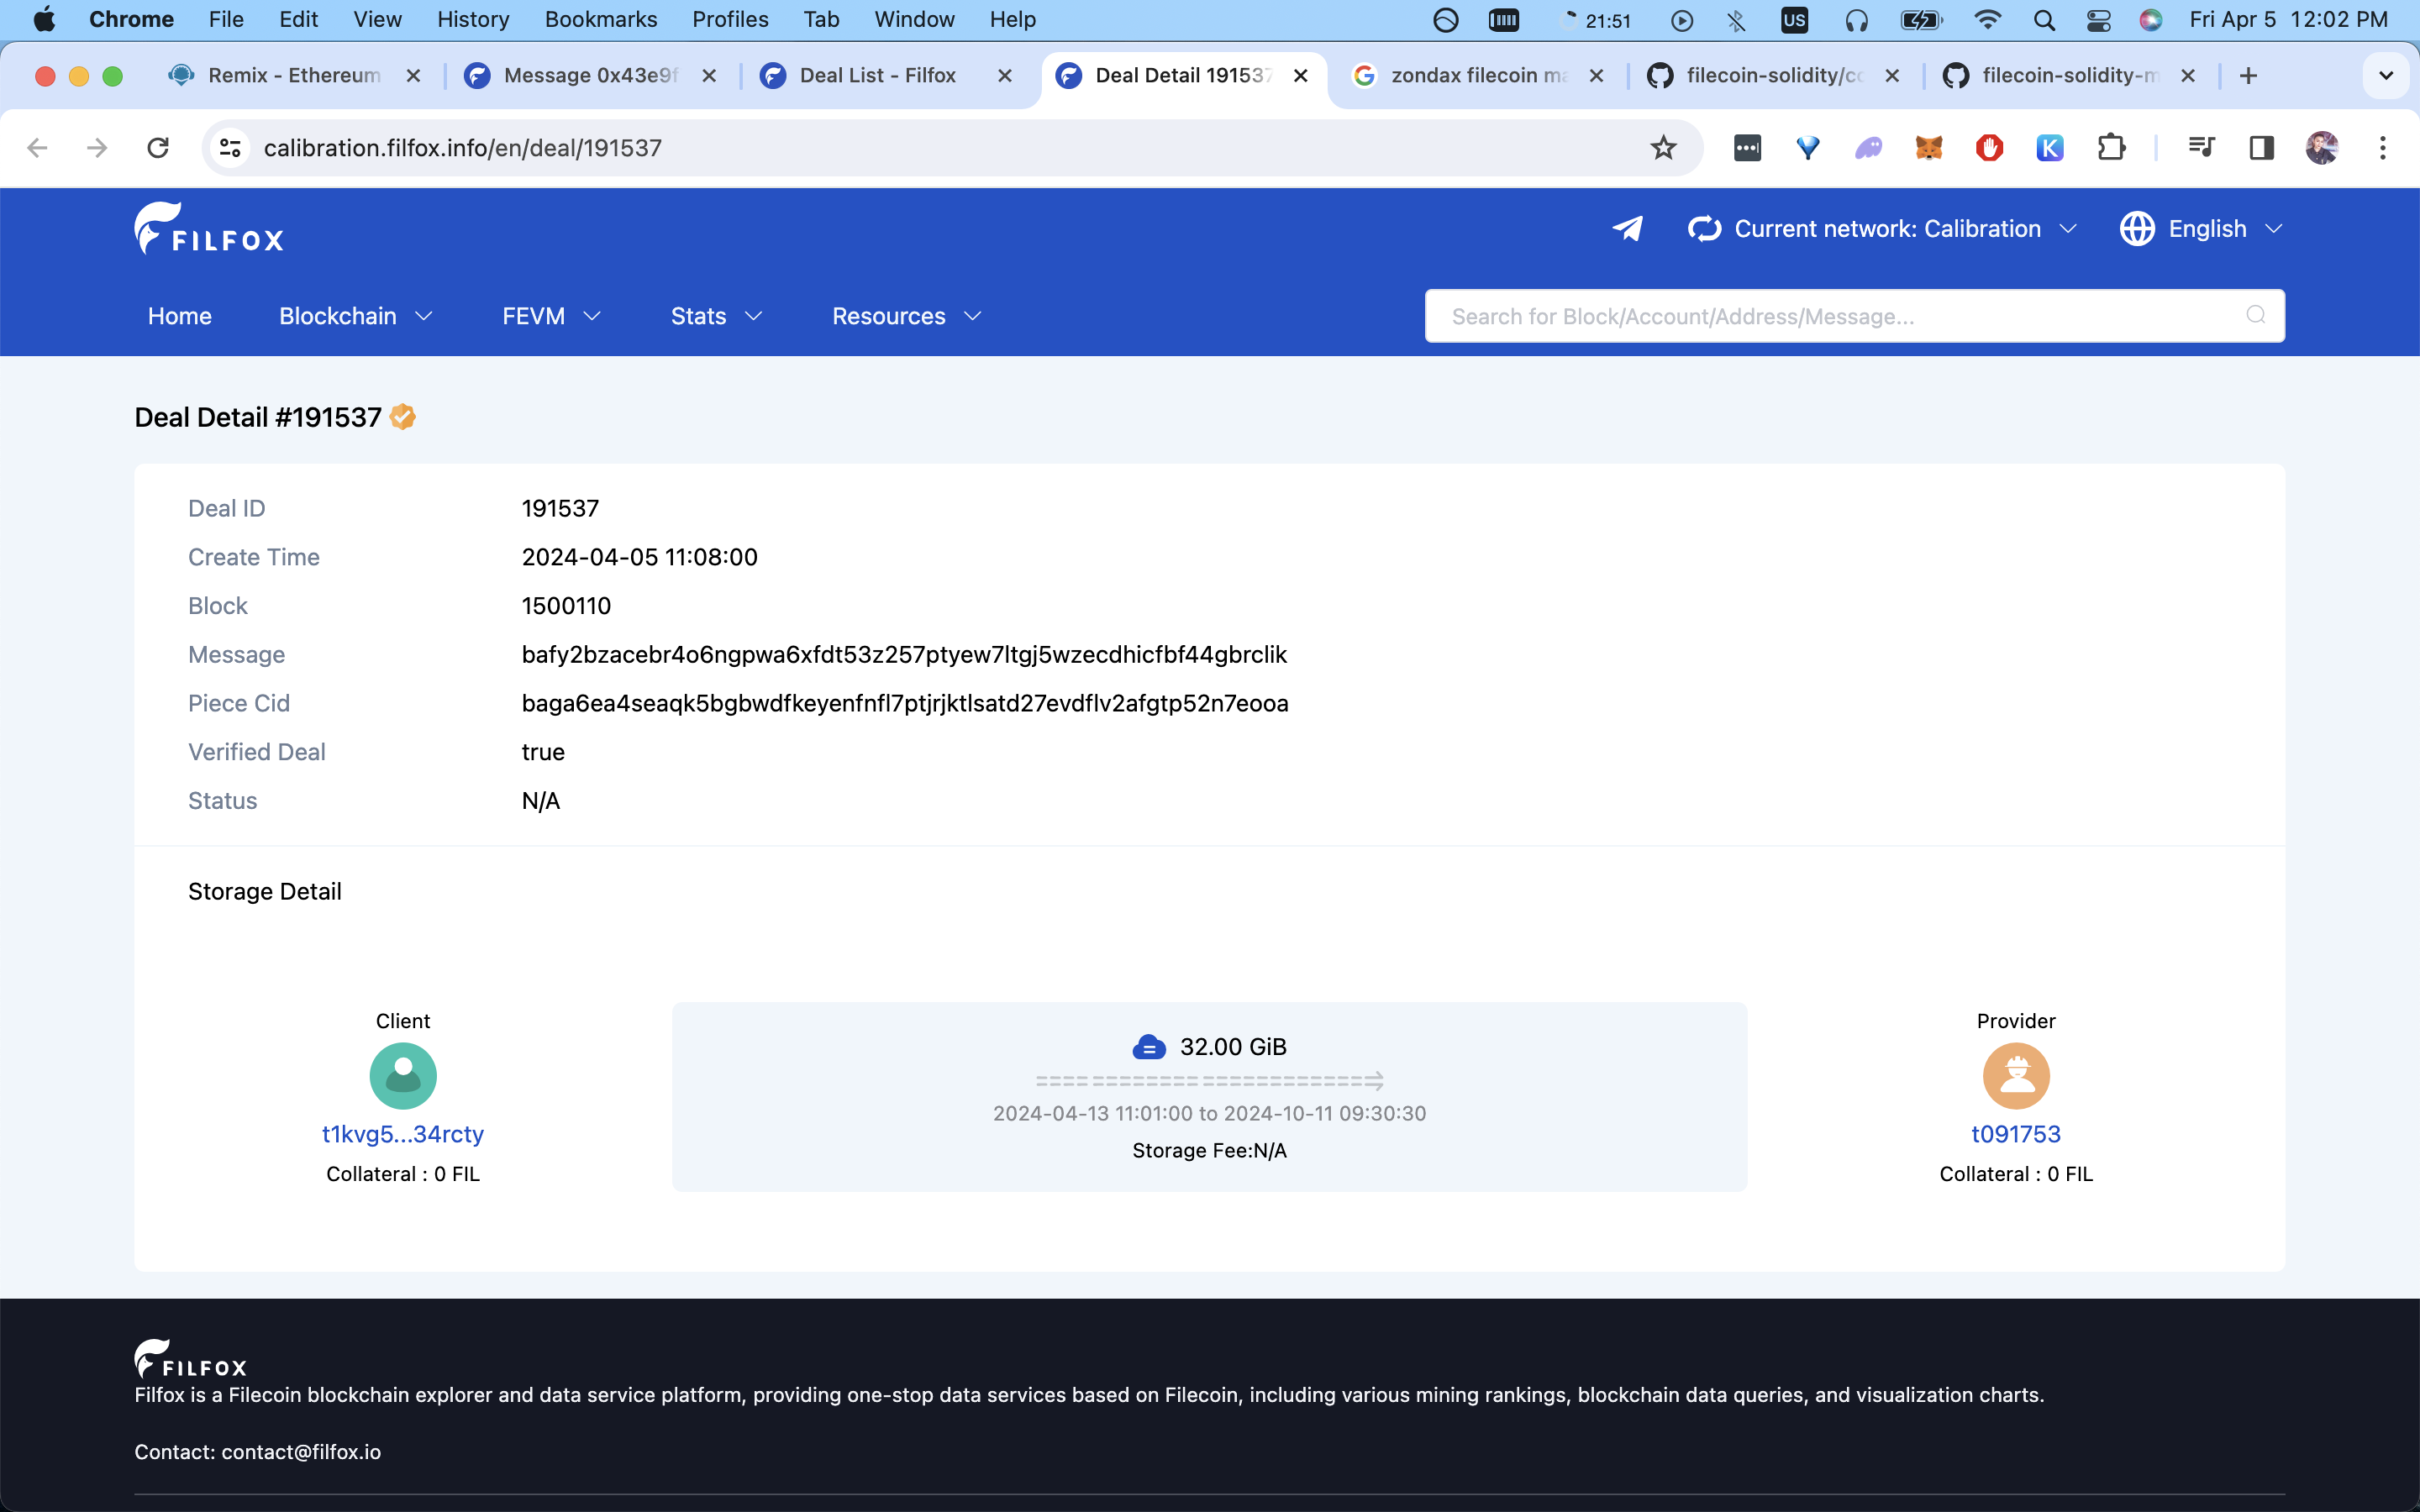 Chrome File Edit View History Bookmarks Profiles Tab Window Help 21:51 US Fri Apr 5 12:02 PM
Remix - Ethereum Message 0x43e9f Deal List - Filfox Deal Detail 191537 zondax filecoin ma filecoin-solidity/co filecoin-solidity-m
calibration.filfox.info/en/deal/191537
FILFOX Current network: Calibration English
Home Blockchain FEVM Stats Resources Search for Block/Account/Address/Message...
Deal Detail #191537
Deal ID 191537
Create Time 2024-04-05 11:08:00
Block 1500110
Message bafy2bzacebr4o6ngpwa6xfdt53z257ptyew7ltgj5wzecdhicfbf44gbrclik
Piece Cid baga6ea4seaqk5bgbwdfkeyenfnfl7ptjrjktlsatd27evdflv2afgtp52n7eooa
Verified Deal true
Status N/A
Storage Detail
Client
t1kvg5...34rcty
Collateral : 0 FIL
32.00 GiB
2024-04-13 11:01:00 to 2024-10-11 09:30:30
Storage Fee:N/A
Provider
t091753
Collateral : 0 FIL
FILFOX
Filfox is a Filecoin blockchain explorer and data service platform, providing one-stop data services based on Filecoin, including various mining rankings, blockchain data queries, and visualization charts.
Contact: contact@filfox.io